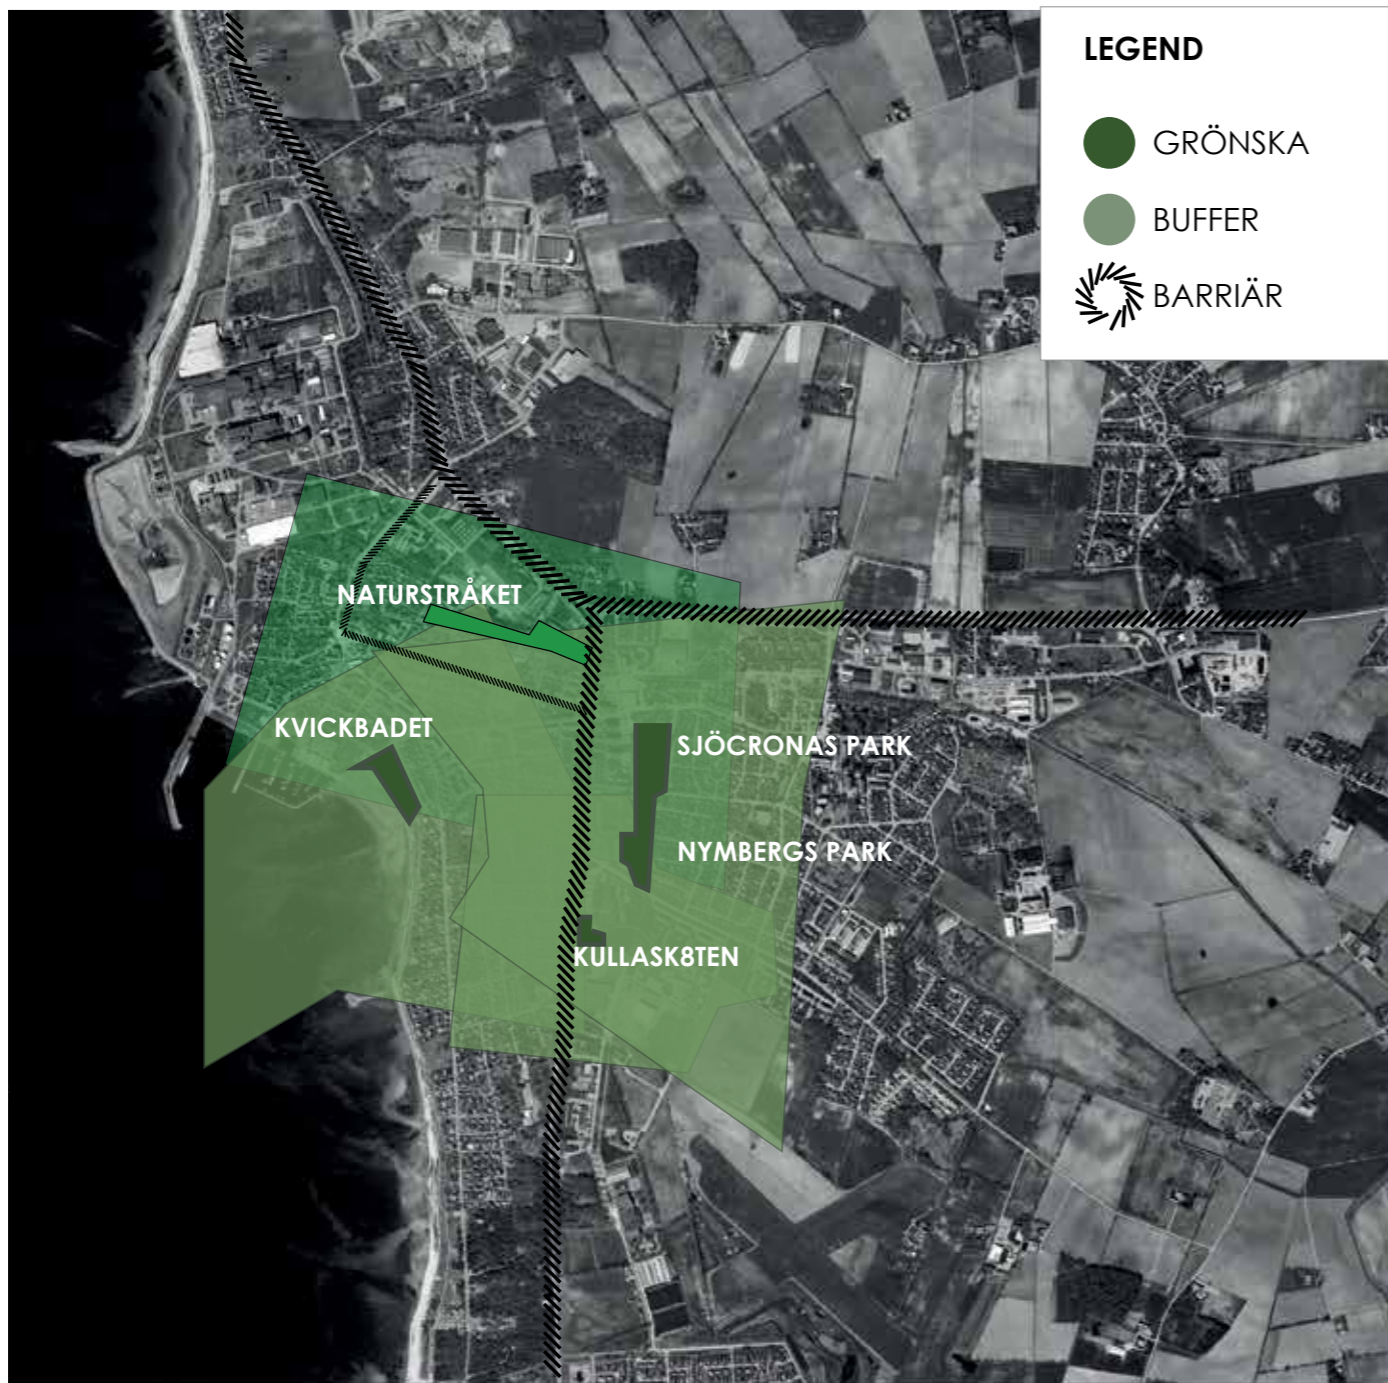 LEGEND
GRÖNSKA
BUFFER
BARRIÄR
NATURSTRÅKET
KVICKBADET
SJÖCRONAS PARK
NYMBERGS PARK
KULLASK8TEN